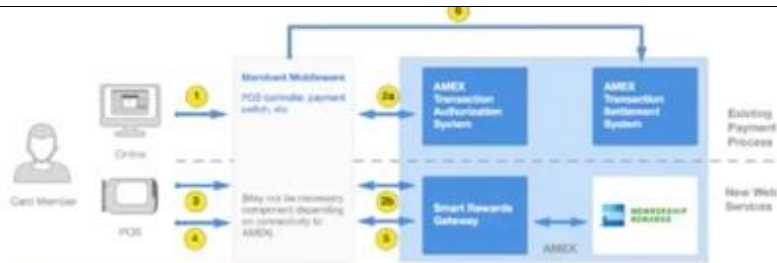 6
Merchant Middleware
POS controller, payment
switch, etc
1
2a
AMEX
Transaction
Authorization
System
AMEX
Transaction
Settlement
System
Existing
Payment
Process
Online
Card Member
3
4
POS
(May not be necessary
component depending
on connectivity to
AMEX)
2b
5
Smart Rewards
Gateway
AMEX
MEMBERSHIP
REWARDS
New Web
Services